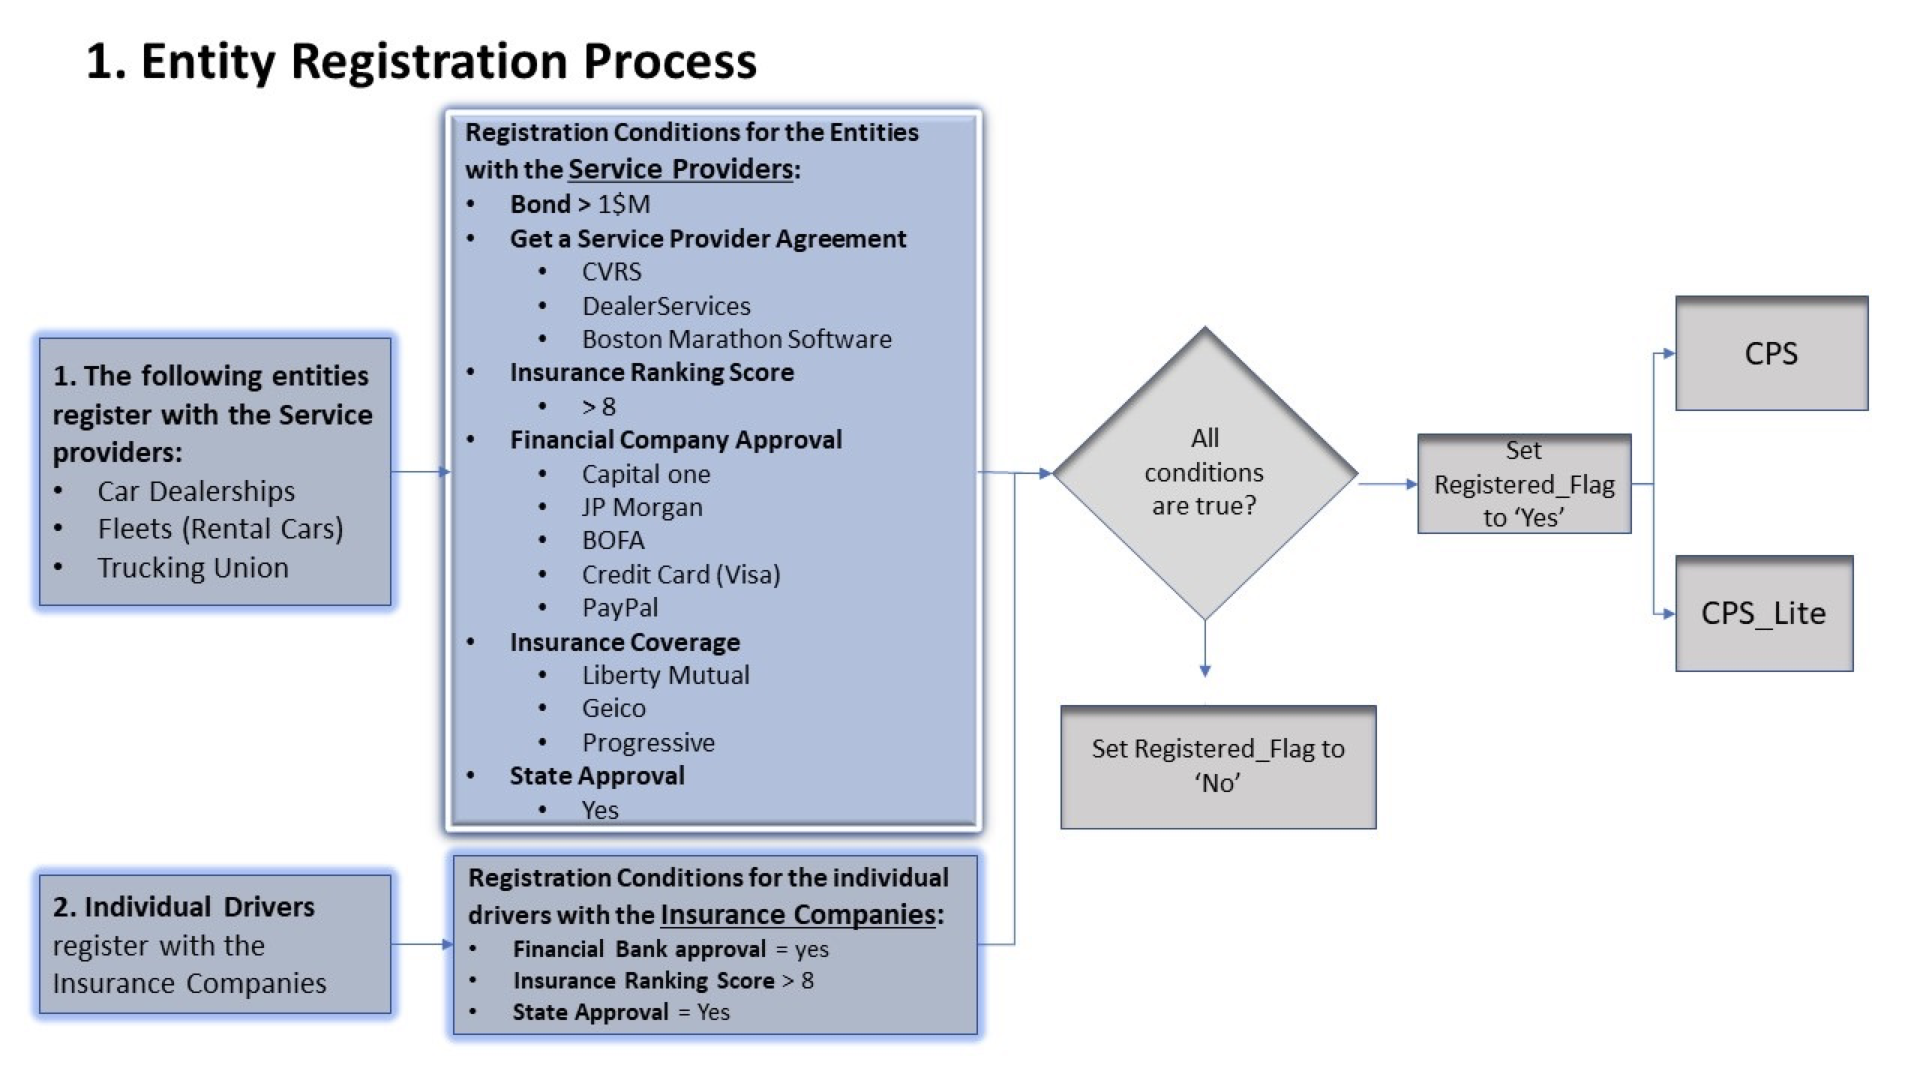 1. Entity Registration Process
Registration Conditions for the Entities
with the Service Providers:
• Bond > 1$M
• Get a Service Provider Agreement
• CVRS
• DealerServices
• Boston Marathon Software
• Insurance Ranking Score
• > 8
• Financial Company Approval
• Capital one
• JP Morgan
• BOFA
• Credit Card (Visa)
• PayPal
• Insurance Coverage
• Liberty Mutual
• Geico
• Progressive
• State Approval
• Yes
1. The following entities
register with the Service
providers:
• Car Dealerships
• Fleets (Rental Cars)
• Trucking Union
All
conditions
are true?
Set
Registered_Flag
to ‘Yes’
CPS
CPS_Lite
Set Registered_Flag to
‘No’
2. Individual Drivers
register with the
Insurance Companies
Registration Conditions for the individual
drivers with the Insurance Companies:
• Financial Bank approval = yes
• Insurance Ranking Score > 8
• State Approval = Yes